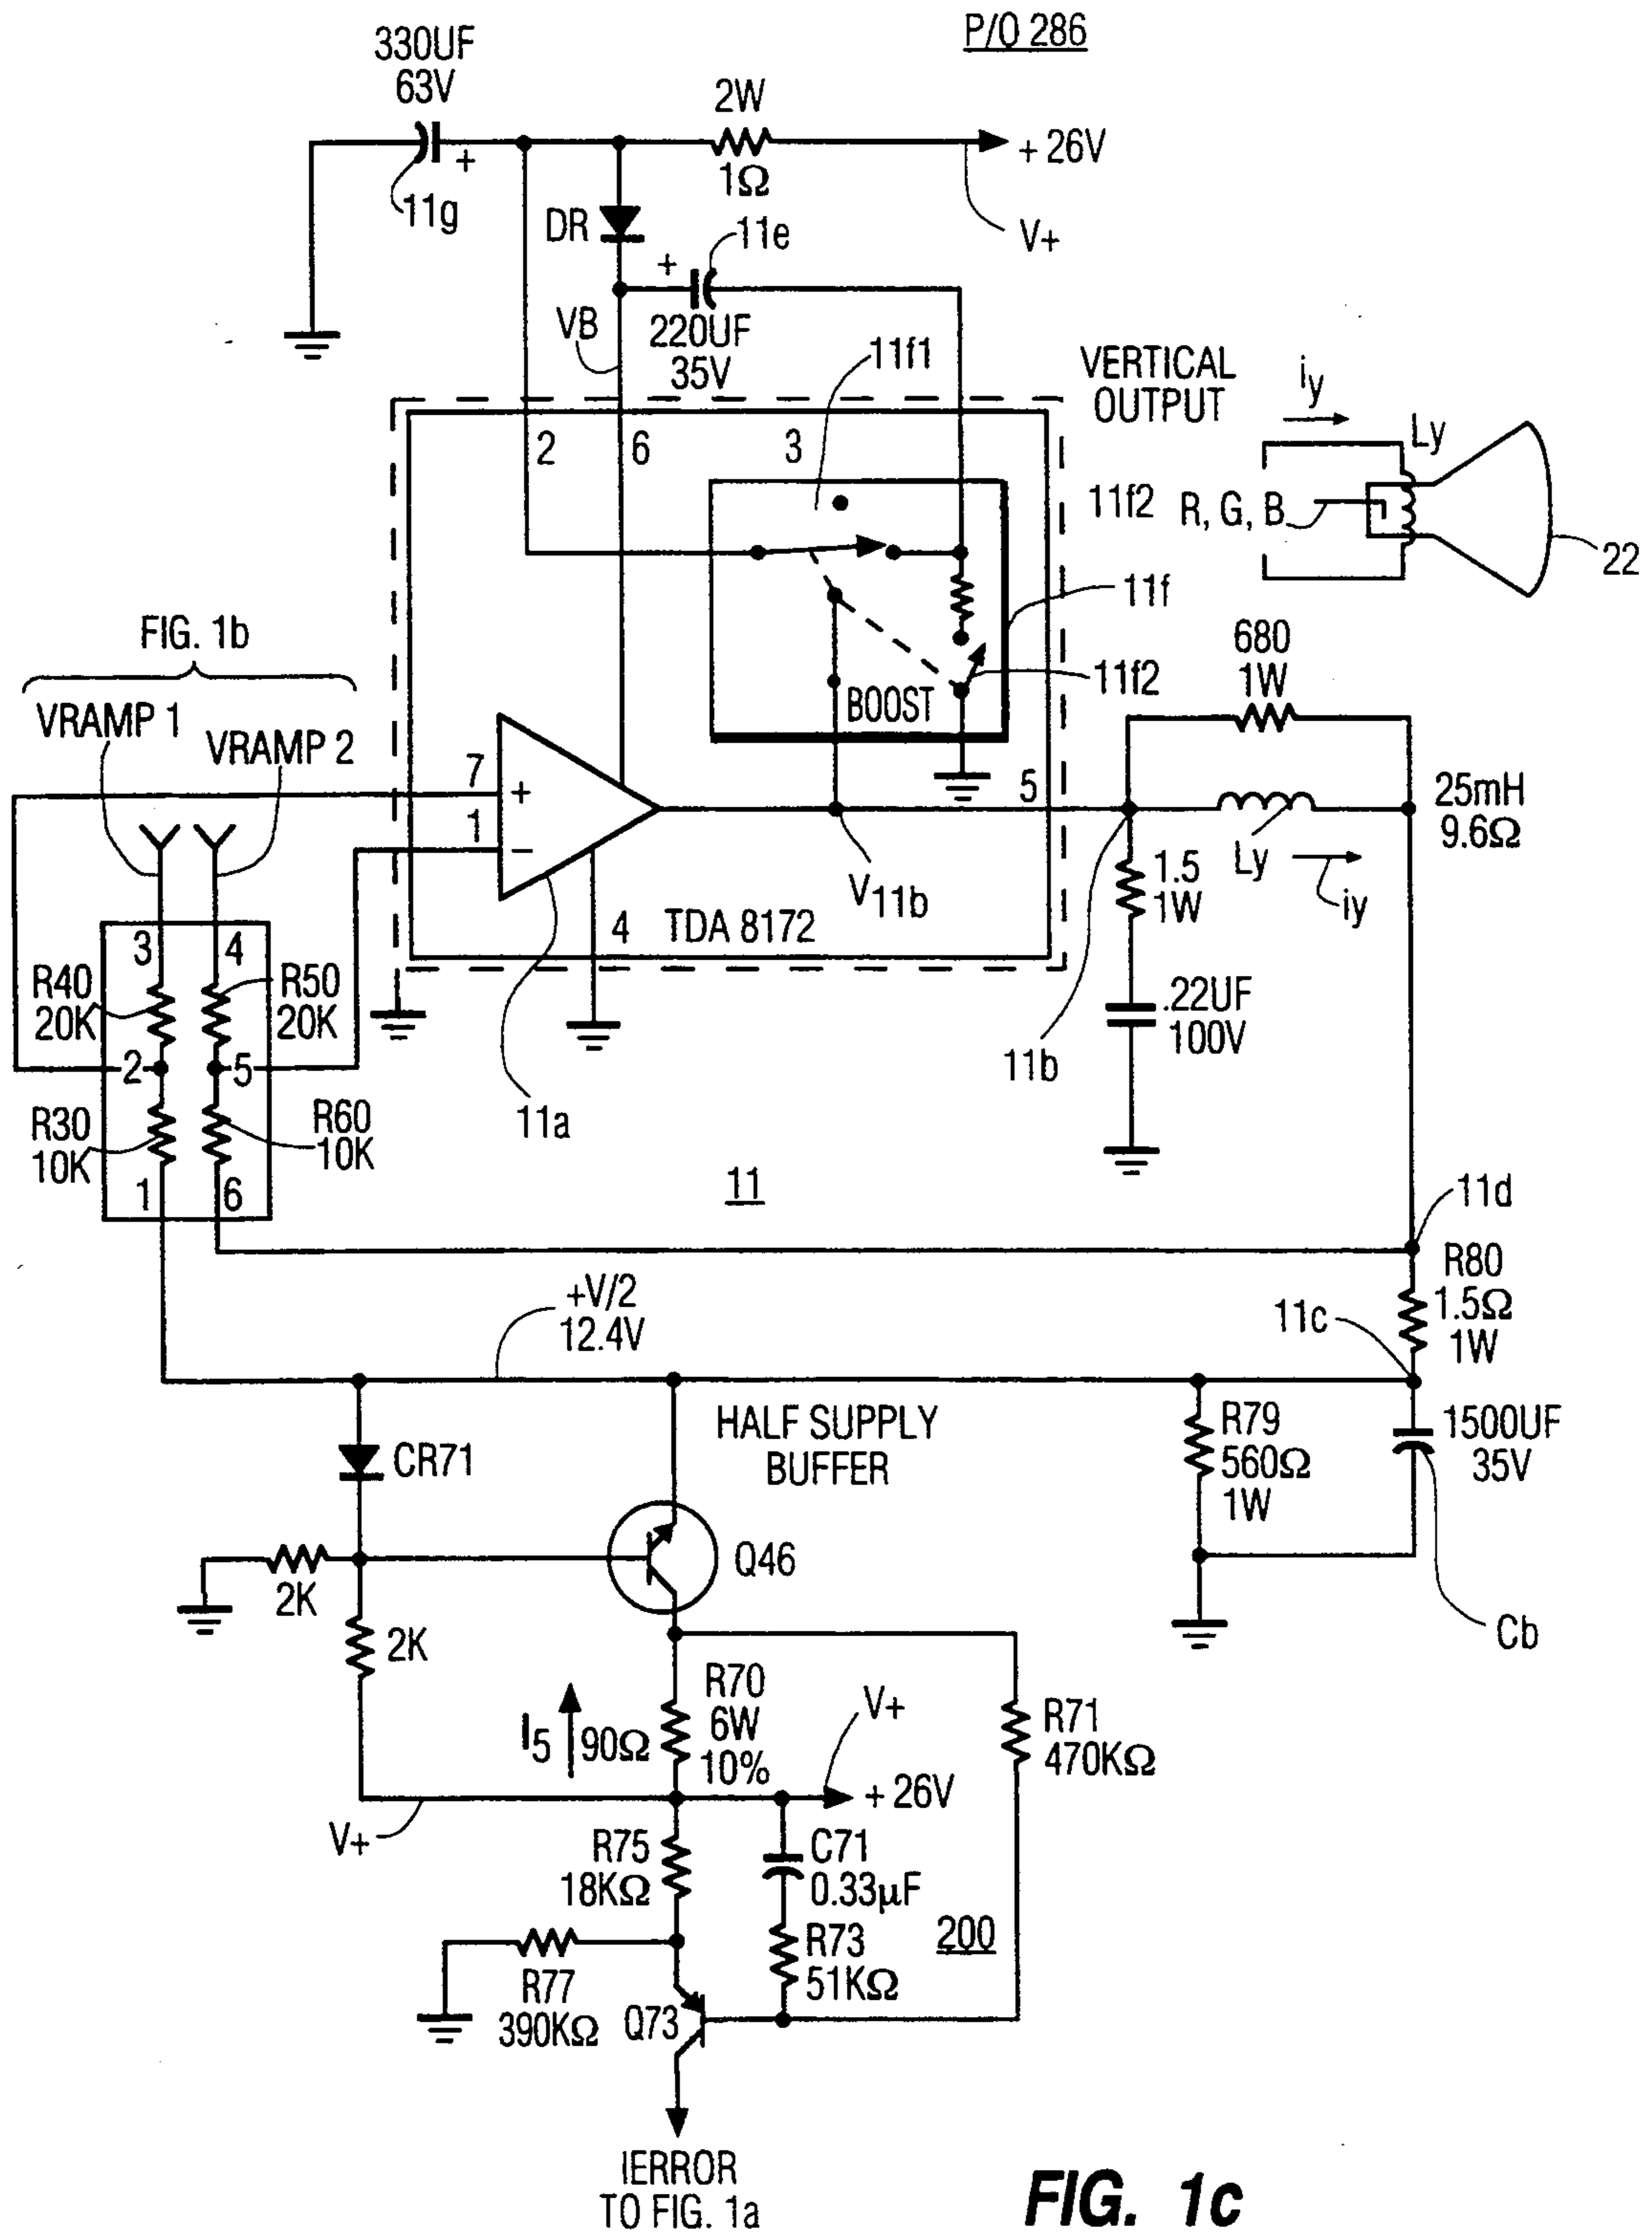 P/O 286
330UF
63V
+
11g
2W
1Ω
+ 26V
V+
DR
11e
+
VB
220UF
35V
11f1
VERTICAL
OUTPUT
iy
Ly
11f2
R, G, B
22
2
6
3
11f
11f2
BOOST
FIG. 1b
VRAMP 1
VRAMP 2
680
1W
7
+
1
−
5
25mH
9.6Ω
Ly
iy
1.5
1W
V11b
4
TDA 8172
.22UF
100V
11b
3
4
R40
20K
R50
20K
2
5
R30
10K
R60
10K
1
6
11a
11
11d
R80
1.5Ω
1W
11c
+V/2
12.4V
HALF SUPPLY
BUFFER
CR71
R79
560Ω
1W
1500UF
35V
Cb
Q46
2K
2K
I5
90Ω
R70
6W
10%
V+
R71
470KΩ
+ 26V
V+
R75
18KΩ
C71
0.33μF
200
R73
51KΩ
R77
390KΩ
Q73
IERROR
TO FIG. 1a
FIG. 1c